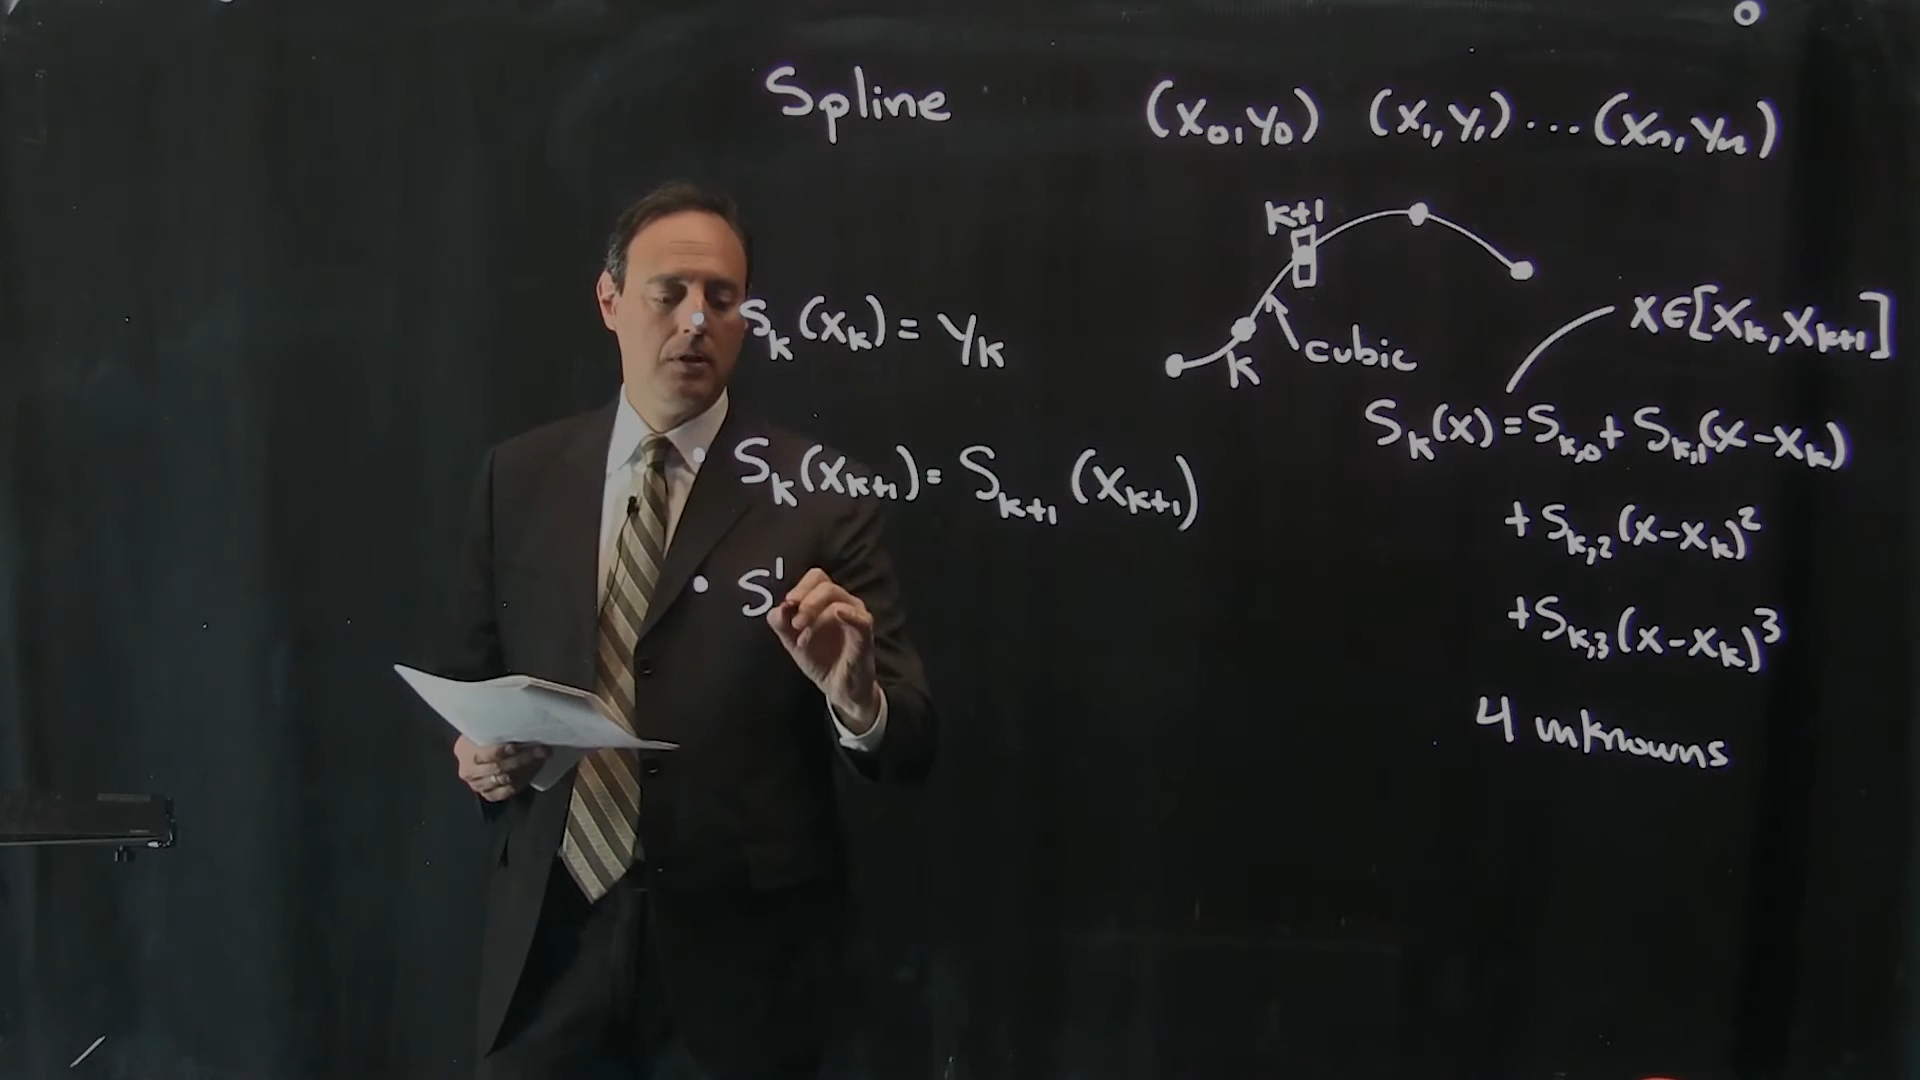 Spline
(x₀,y₀) (x₁,y₁) ... (xₙ,yₙ)
k+1
k
cubic
x∈[xₖ,xₖ₊₁]
Sₖ(xₖ) = yₖ
Sₖ(x) = Sₖ,₀ + Sₖ,₁(x-xₖ)
+ Sₖ,₂(x-xₖ)²
+ Sₖ,₃(x-xₖ)³
4 unknowns
• Sₖ(xₖ₊₁) = Sₖ₊₁(xₖ₊₁)
• S'